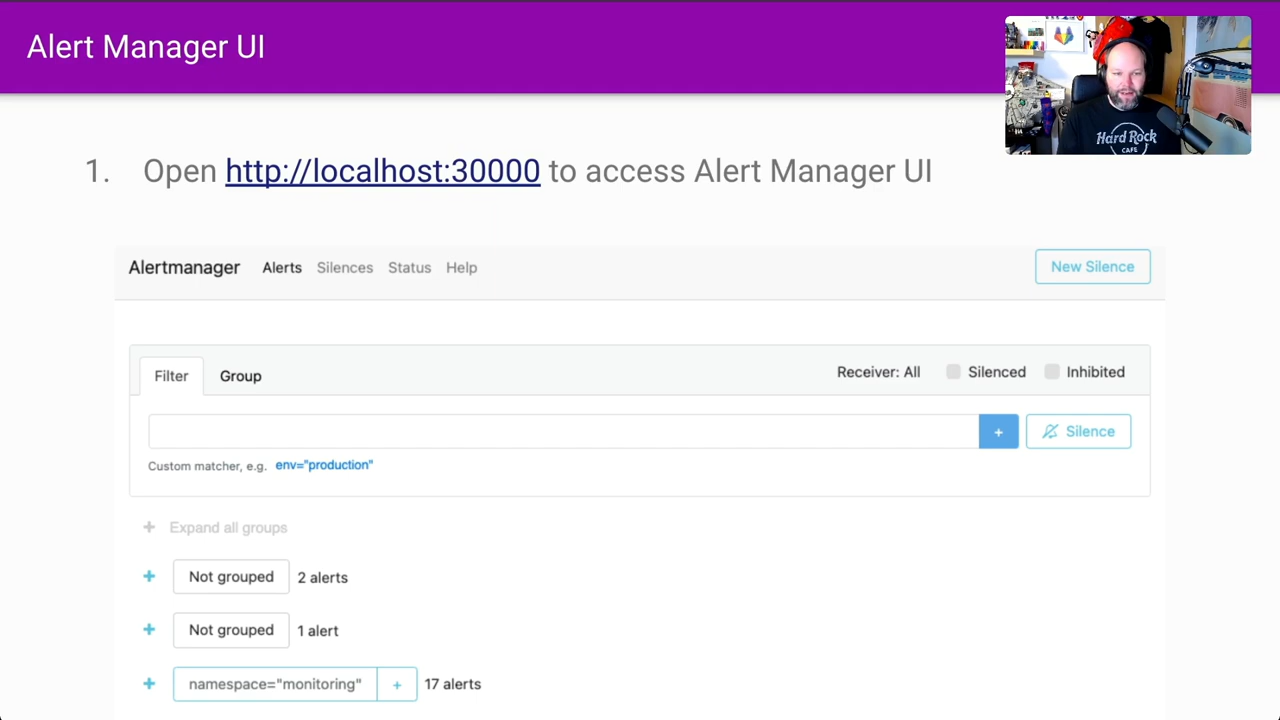 Alert Manager UI
Hard Rock
CAFE
1. Open http://localhost:30000 to access Alert Manager UI
Alertmanager Alerts Silences Status Help New Silence
Filter Group Receiver: All Silenced Inhibited
+ Silence
Custom matcher, e.g. env="production"
+ Expand all groups
+ Not grouped 2 alerts
+ Not grouped 1 alert
+ namespace="monitoring" + 17 alerts